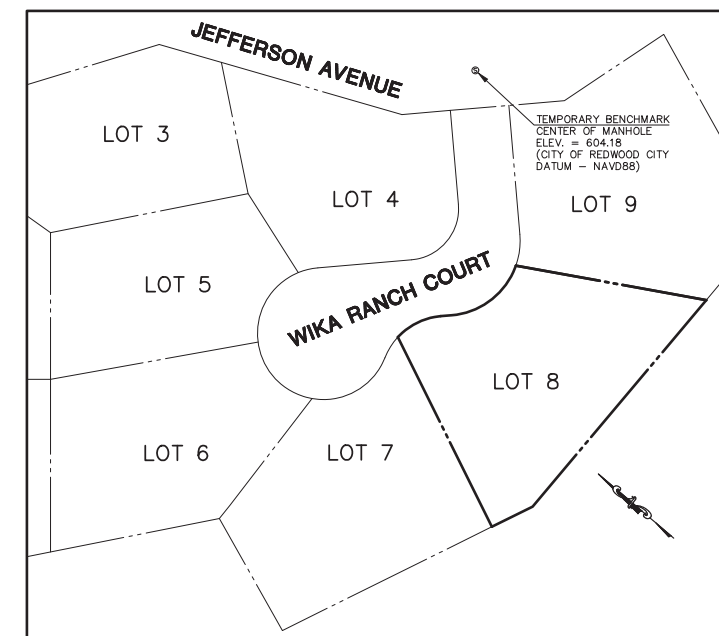 JEFFERSON AVENUE
TEMPORARY BENCHMARK
CENTER OF MANHOLE
ELEV. = 604.18
(CITY OF REDWOOD CITY
DATUM – NAVD88)
LOT 3
LOT 4
LOT 9
LOT 5
WIKA RANCH COURT
LOT 8
LOT 6
LOT 7